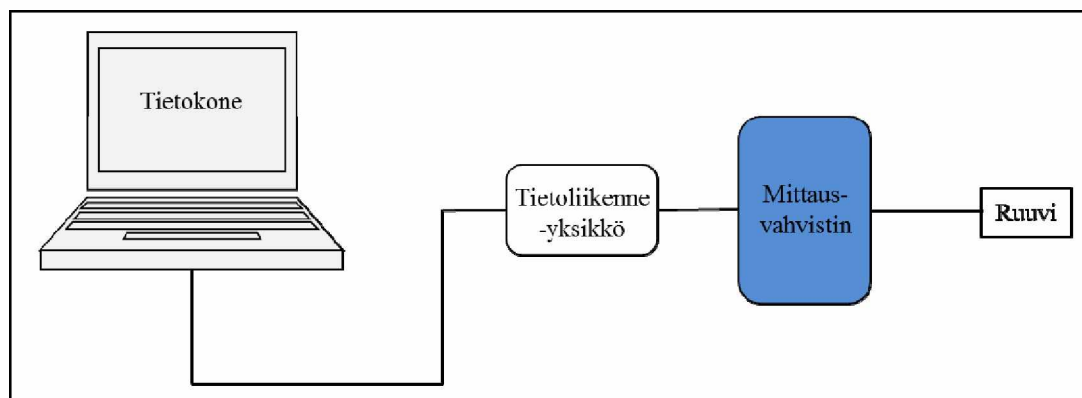 Tietokone
Tietoliikenne
-yksikkö
Mittaus-
vahvistin
Ruuvi